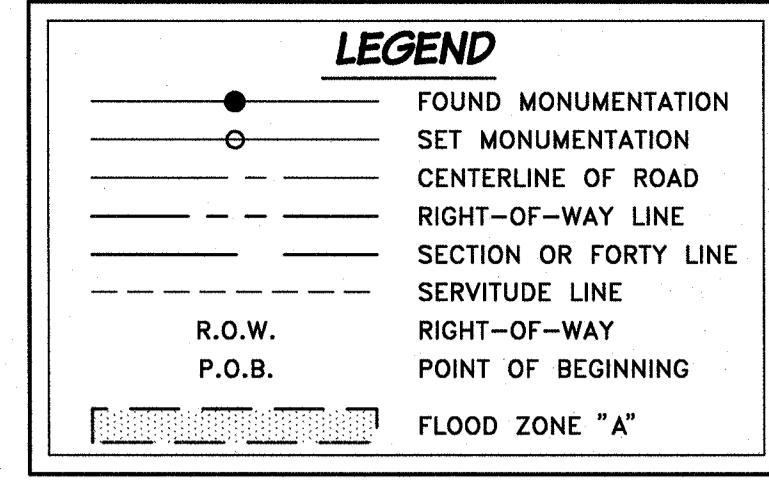 LEGEND
FOUND MONUMENTATION
SET MONUMENTATION
CENTERLINE OF ROAD
RIGHT-OF-WAY LINE
SECTION OR FORTY LINE
SERVITUDE LINE
R.O.W. RIGHT-OF-WAY
P.O.B. POINT OF BEGINNING
FLOOD ZONE "A"